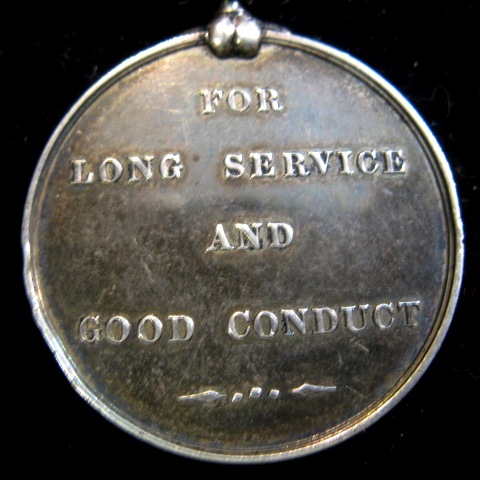 FOR
LONG SERVICE
AND
GOOD CONDUCT